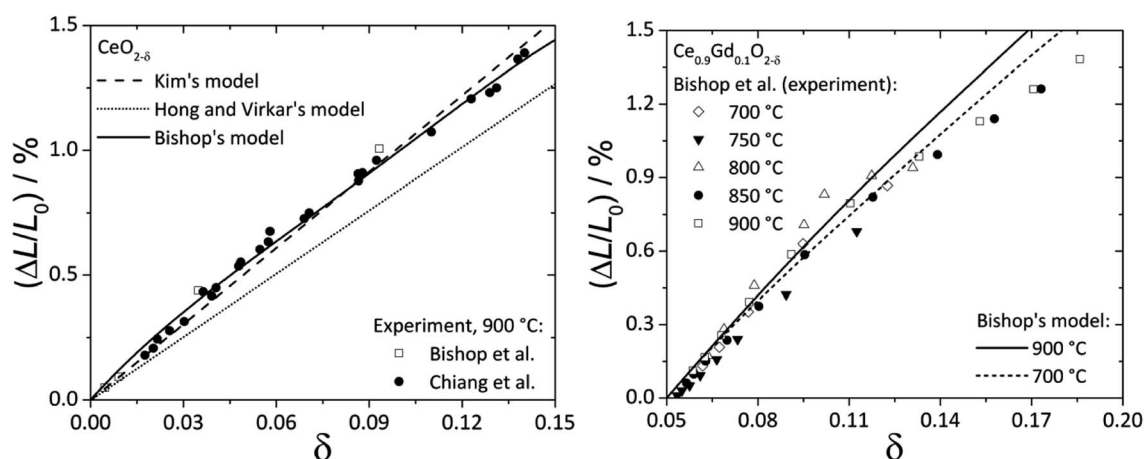 CeO2-δ
Kim's model
Hong and Virkar's model
Bishop's model
Experiment, 900 °C:
Bishop et al.
Chiang et al.
(ΔL/L0) / %
1.5
1.0
0.5
0.0
0.00 0.03 0.06 0.09 0.12 0.15
δ
Ce0.9Gd0.1O2-δ
Bishop et al. (experiment):
700 °C
750 °C
800 °C
850 °C
900 °C
Bishop's model:
900 °C
700 °C
(ΔL/L0) / %
1.5
1.2
0.9
0.6
0.3
0.0
0.05 0.08 0.11 0.14 0.17 0.20
δ